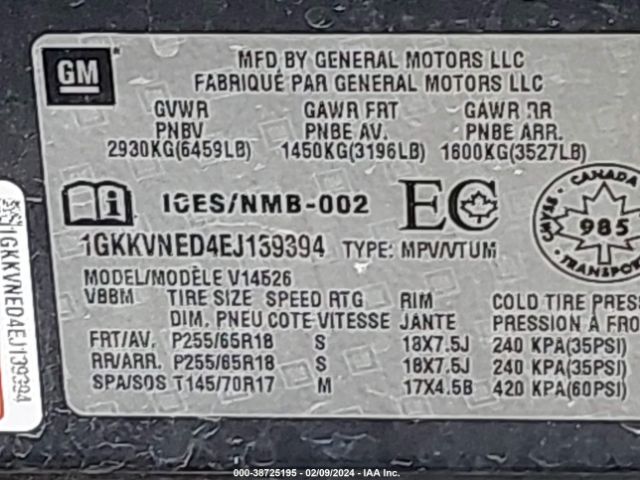 GM
MFD BY GENERAL MOTORS LLC
FABRIQUÉ PAR GENERAL MOTORS LLC
GVWR GAWR FRT GAWR RR
PNBV PNBE AV. PNBE ARR.
2930KG(6459LB) 1450KG(3196LB) 1600KG(3527LB)
i ICES/NMB-002 EC
CANADA
CMVSS 985 NSVAC
TRANSPORT
1GKKVNED4EJ139394 TYPE: MPV/VTUM
MODEL/MODÈLE V14526
VBBM TIRE SIZE SPEED RTG RIM COLD TIRE PRESS
DIM. PNEU COTE VITESSE JANTE PRESSION À FRO
FRT/AV. P255/65R18 S 18X7.5J 240 KPA(35PSI)
RR/ARR. P255/65R18 S 18X7.5J 240 KPA(35PSI)
SPA/SOS T145/70R17 M 17X4.5B 420 KPA(60PSI)
1GKKVNED4EJ139394
000-38725195 - 02/09/2024 - IAA Inc.